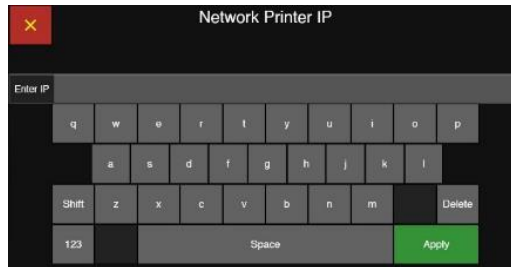 × Network Printer IP
Enter IP
q w e r t y u i o p
a s d f g h j k l
Shift z x c v b n m Delete
123 Space Apply